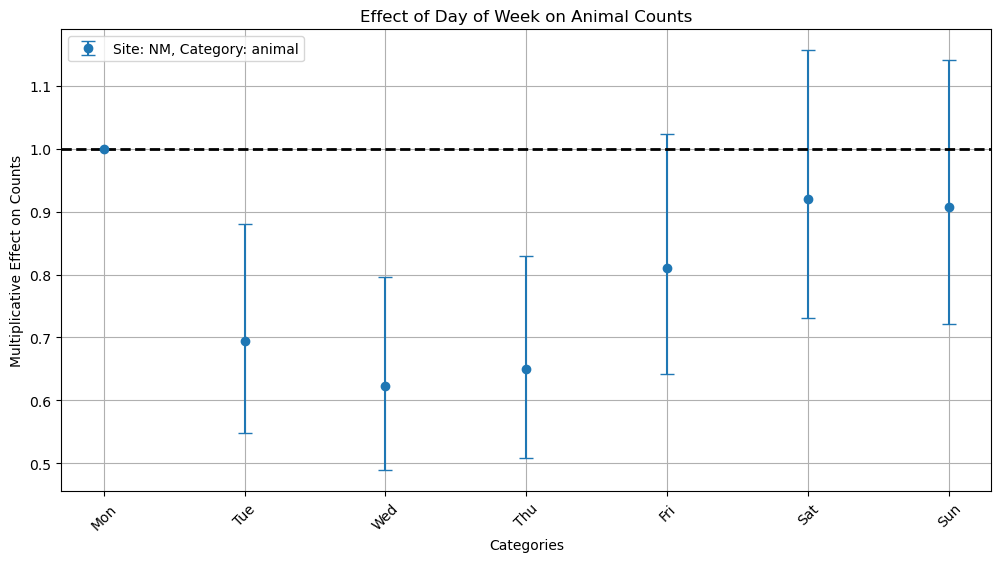 Effect of Day of Week on Animal Counts
Site: NM, Category: animal
Multiplicative Effect on Counts
1.1
1.0
0.9
0.8
0.7
0.6
0.5
Mon
Tue
Wed
Thu
Fri
Sat
Sun
Categories